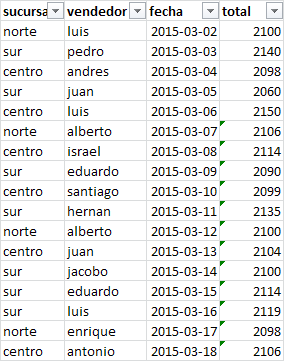 sucursa vendedor fecha total
norte luis 2015-03-02 2100
sur pedro 2015-03-03 2140
centro andres 2015-03-04 2098
sur juan 2015-03-05 2060
centro luis 2015-03-06 2150
norte alberto 2015-03-07 2106
centro israel 2015-03-08 2114
sur eduardo 2015-03-09 2090
centro santiago 2015-03-10 2099
sur hernan 2015-03-11 2135
norte alberto 2015-03-12 2100
centro juan 2015-03-13 2104
sur jacobo 2015-03-14 2100
sur eduardo 2015-03-15 2114
sur luis 2015-03-16 2119
norte enrique 2015-03-17 2098
centro antonio 2015-03-18 2106